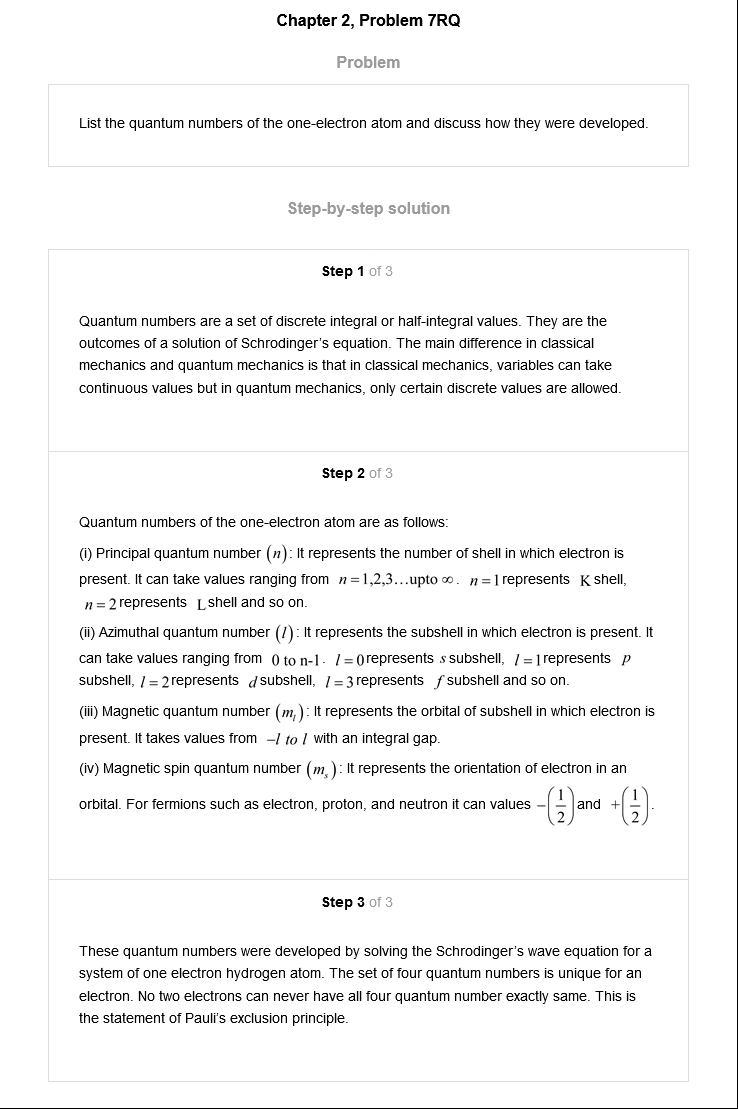 Chapter 2, Problem 7RQ
Problem
List the quantum numbers of the one-electron atom and discuss how they were developed.
Step-by-step solution
Step 1 of 3
Quantum numbers are a set of discrete integral or half-integral values. They are the
outcomes of a solution of Schrodinger's equation. The main difference in classical
mechanics and quantum mechanics is that in classical mechanics, variables can take
continuous values but in quantum mechanics, only certain discrete values are allowed.
Step 2 of 3
Quantum numbers of the one-electron atom are as follows:
(i) Principal quantum number (n): It represents the number of shell in which electron is
present. It can take values ranging from n=1,2,3…upto ∞. n=1 represents K shell,
n=2 represents L shell and so on.
(ii) Azimuthal quantum number (l): It represents the subshell in which electron is present. It
can take values ranging from 0 to n-1. l=0 represents s subshell, l=1 represents p
subshell, l=2 represents d subshell, l=3 represents f subshell and so on.
(iii) Magnetic quantum number (m_l): It represents the orbital of subshell in which electron is
present. It takes values from −l to l with an integral gap.
(iv) Magnetic spin quantum number (m_s): It represents the orientation of electron in an
orbital. For fermions such as electron, proton, and neutron it can values −(1/2) and +(1/2).
Step 3 of 3
These quantum numbers were developed by solving the Schrodinger's wave equation for a
system of one electron hydrogen atom. The set of four quantum numbers is unique for an
electron. No two electrons can never have all four quantum number exactly same. This is
the statement of Pauli's exclusion principle.